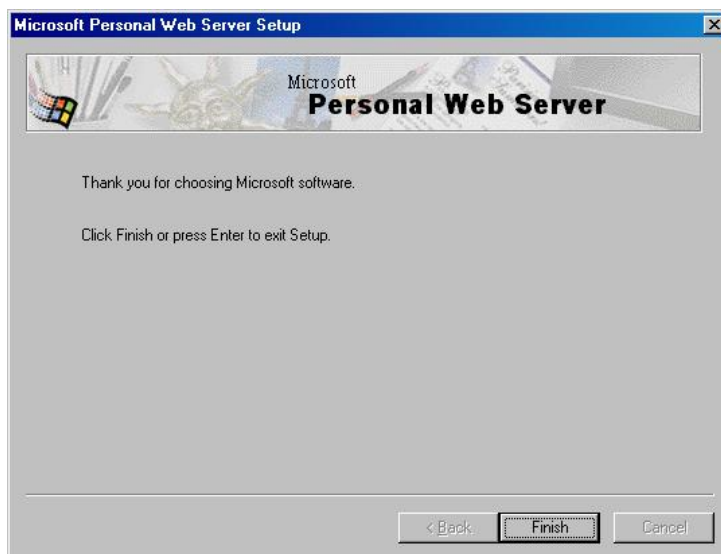 Microsoft Personal Web Server Setup
Microsoft
Personal Web Server
Thank you for choosing Microsoft software.
Click Finish or press Enter to exit Setup.
< Back
Finish
Cancel